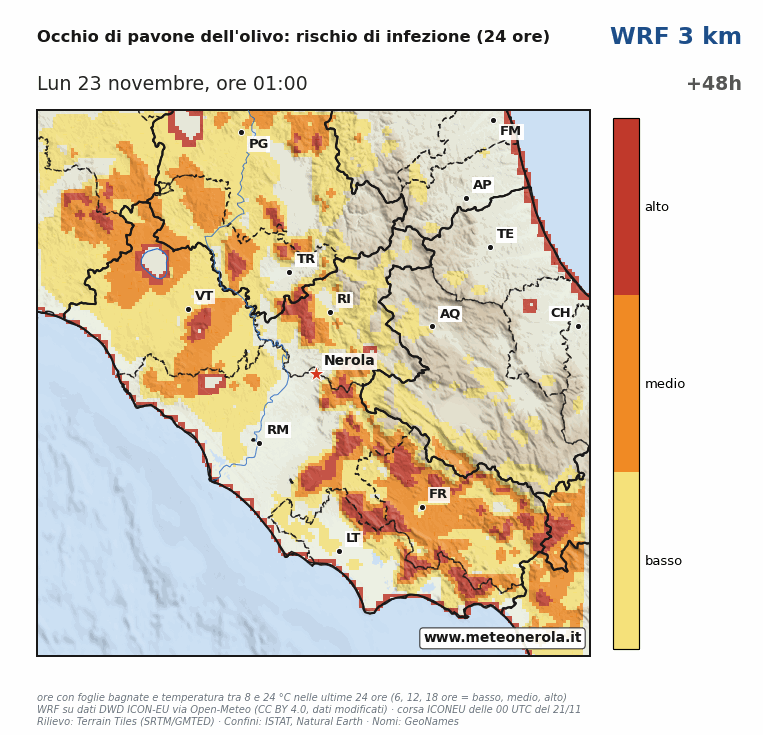 Occhio di pavone dell'olivo: rischio di infezione (24 ore)
WRF 3 km
Lun 23 novembre, ore 01:00
+48h
FM
PG
AP
TE
TR
VT
RI
AQ
CH
Nerola
RM
FR
LT
www.meteonerola.it
alto
medio
basso
ore con foglie bagnate e temperatura tra 8 e 24 °C nelle ultime 24 ore (6, 12, 18 ore = basso, medio, alto)
WRF su dati DWD ICON-EU via Open-Meteo (CC BY 4.0, dati modificati) · corsa ICONEU delle 00 UTC del 21/11
Rilievo: Terrain Tiles (SRTM/GMTED) · Confini: ISTAT, Natural Earth · Nomi: GeoNames